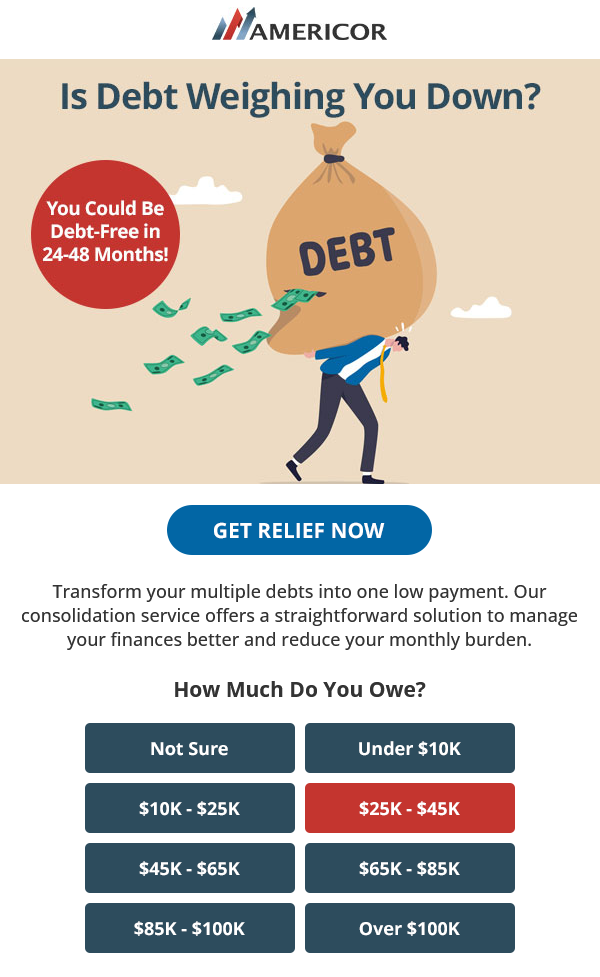 AMERICOR
Is Debt Weighing You Down?
You Could Be
Debt-Free in
24-48 Months!
DEBT
GET RELIEF NOW
Transform your multiple debts into one low payment. Our
consolidation service offers a straightforward solution to manage
your finances better and reduce your monthly burden.
How Much Do You Owe?
Not Sure
Under $10K
$10K - $25K
$25K - $45K
$45K - $65K
$65K - $85K
$85K - $100K
Over $100K